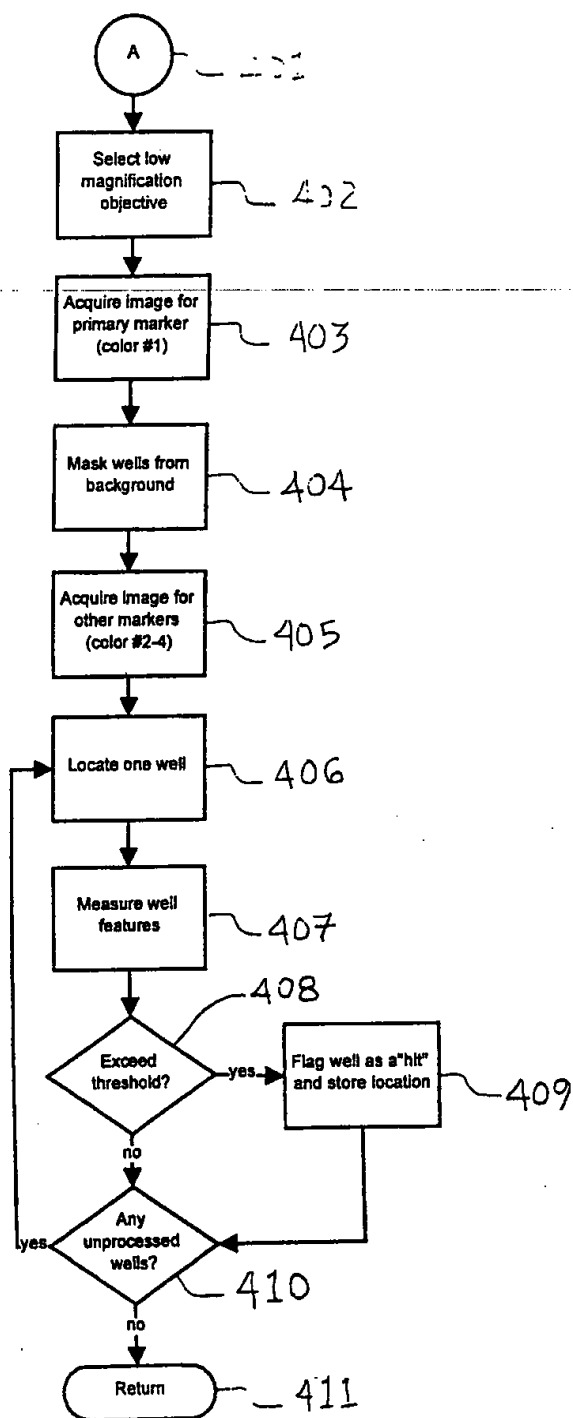 A
Select low
magnification
objective
402
Acquire image for
primary marker
(color #1)
403
Mask wells from
background
404
Acquire image for
other markers
(color #2-4)
405
Locate one well
406
Measure well
features
407
408
Exceed
threshold?
yes
Flag well as a"hit"
and store location
409
no
Any
unprocessed
wells?
yes
410
no
Return
411